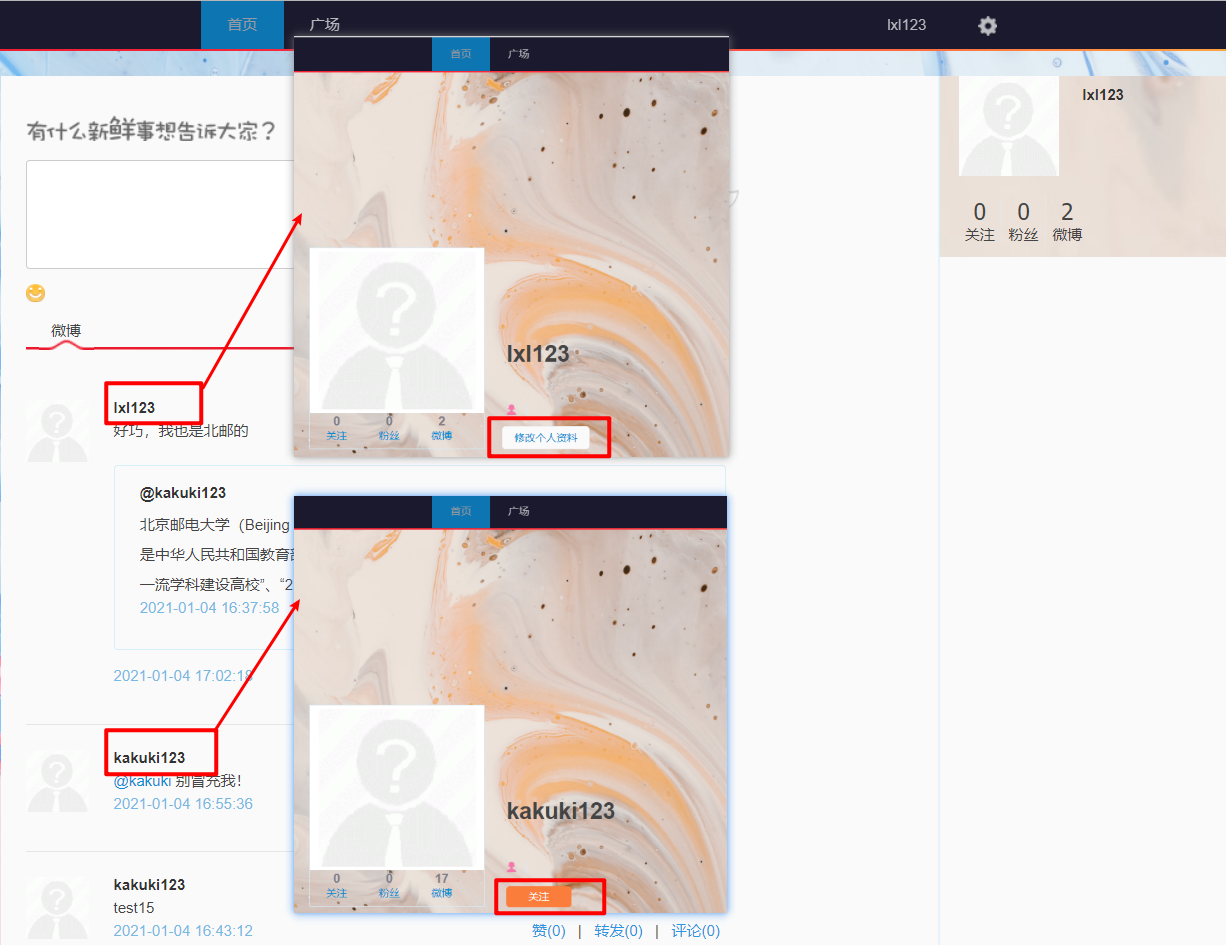 首页 广场 lxl123
首页 广场
lxl123
0 0 2
关注 粉丝 微博
有什么新鲜事想告诉大家？
微博
lxl123
好巧，我也是北邮的
@kakuki123
北京邮电大学（Beijing
是中华人民共和国教育部
一流学科建设高校”、“2
2021-01-04 16:37:58
2021-01-04 17:02:18
lxl123
0 0 2
关注 粉丝 微博
修改个人资料
kakuki123
@kakuki 别冒充我！
2021-01-04 16:55:36
首页 广场
kakuki123
0 0 17
关注 粉丝 微博
关注
kakuki123
test15
2021-01-04 16:43:12
赞(0) | 转发(0) | 评论(0)